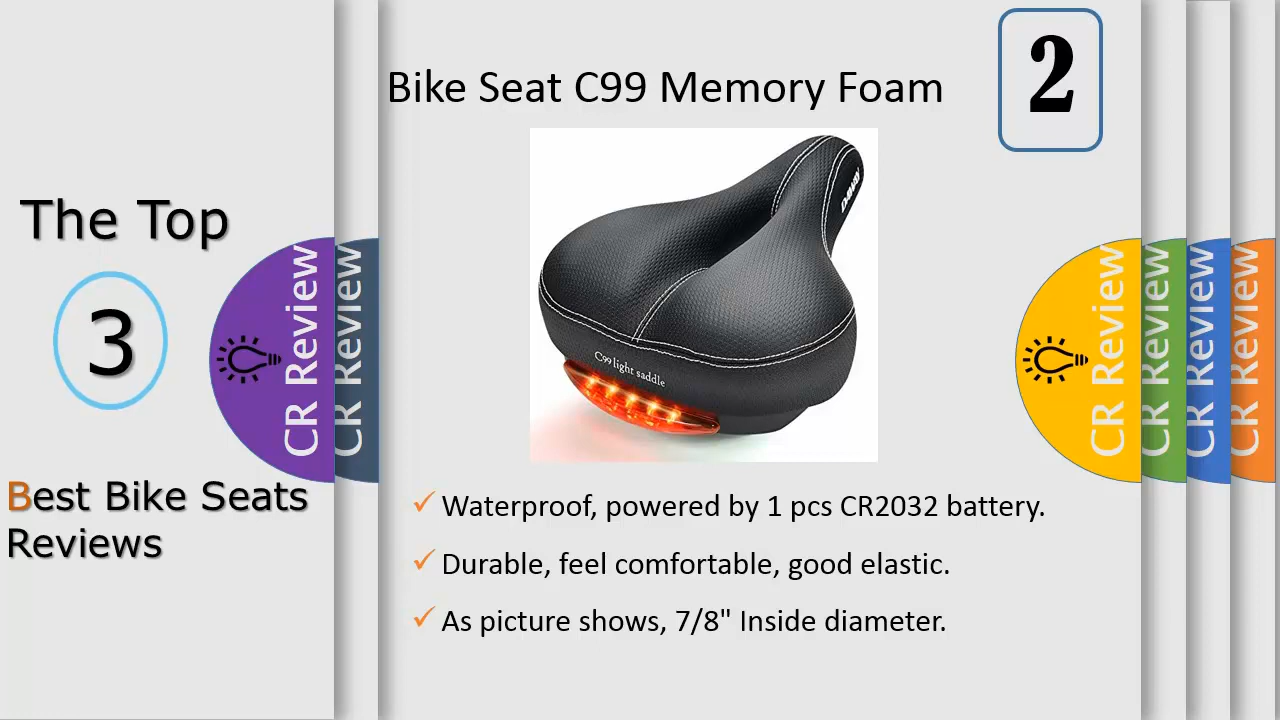 Bike Seat C99 Memory Foam
2
The Top
3
Best Bike Seats
Reviews
CR Review
CR Review
DAWAY
C99 light saddle
CR Review
CR Review
CR Review
CR Review
Waterproof, powered by 1 pcs CR2032 battery.
Durable, feel comfortable, good elastic.
As picture shows, 7/8" Inside diameter.